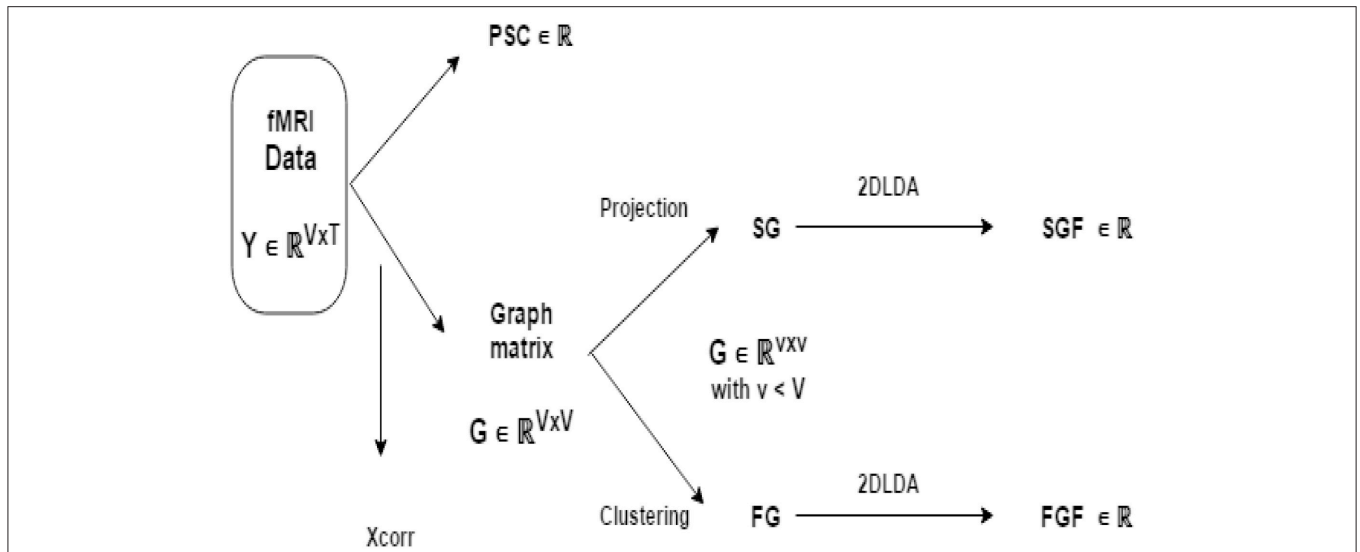 PSC ∈ ℝ
fMRI
Data
Y ∈ ℝ^VxT
Projection
SG
2DLDA
SGF ∈ ℝ
Graph
matrix
G ∈ ℝ^VxV
G ∈ ℝ^vxv
with v < V
Xcorr
Clustering
FG
2DLDA
FGF ∈ ℝ